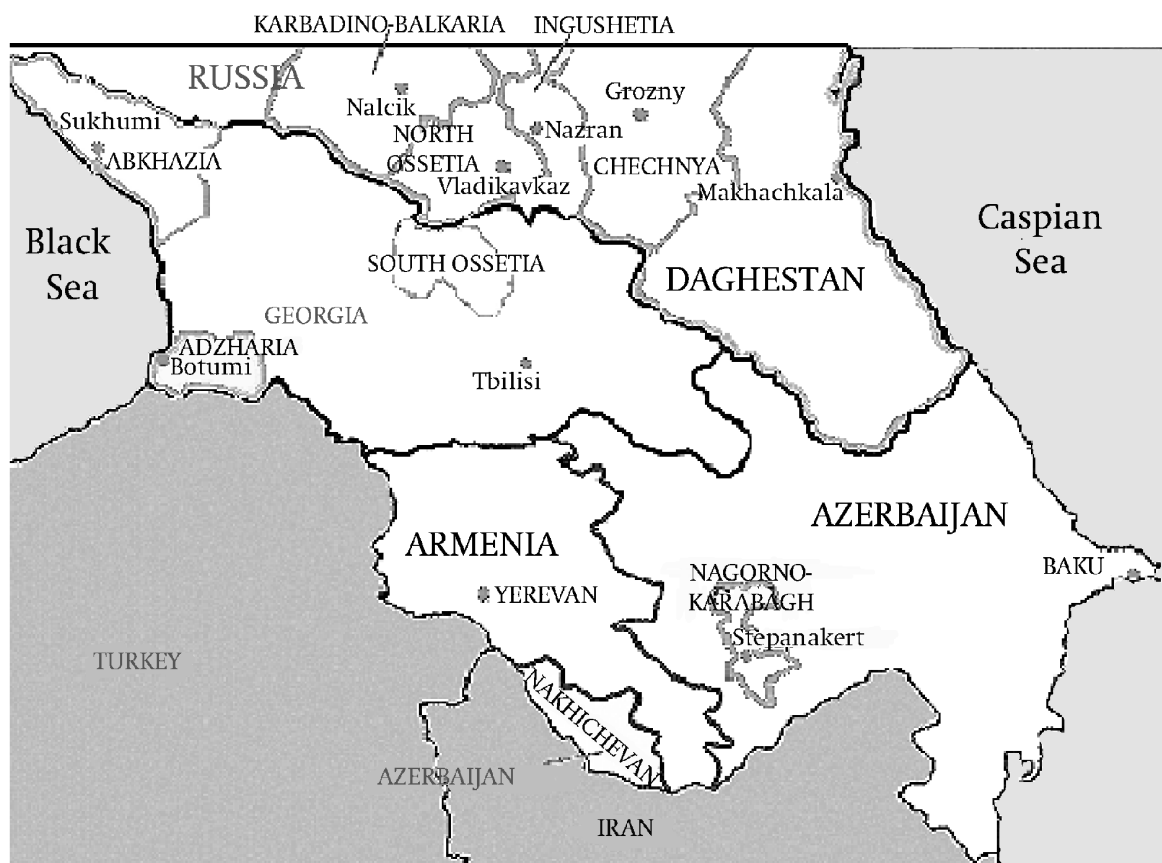 KARBADINO-BALKARIA
INGUSHETIA
RUSSIA
Nalcik
Grozny
Sukhumi
NORTH
OSSETIA
Nazran
ABKHAZIA
CHECHNYA
Vladikavkaz
Makhachkala
Black
Sea
Caspian
Sea
SOUTH OSSETIA
DAGHESTAN
GEORGIA
ADZHARIA
Botumi
Tbilisi
AZERBAIJAN
ARMENIA
BAKU
NAGORNO-
KARABAGH
YEREVAN
Stepanakert
TURKEY
NAKHICHEVAN
AZERBAIJAN
IRAN